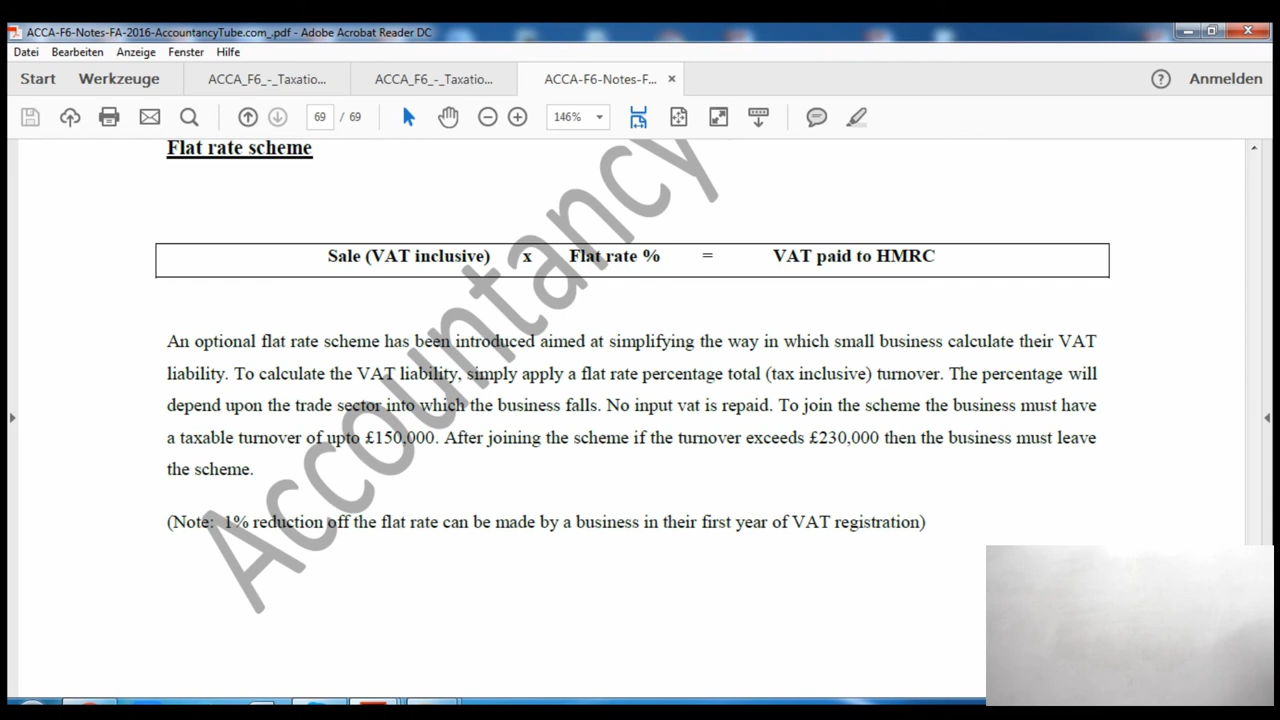 ACCA-F6-Notes-FA-2016-AccountancyTube.com_.pdf - Adobe Acrobat Reader DC
Datei Bearbeiten Anzeige Fenster Hilfe
Start Werkzeuge ACCA_F6_-_Taxatio... ACCA_F6_-_Taxatio... ACCA-F6-Notes-F... × ? Anmelden
69 / 69 146%
Flat rate scheme
Sale (VAT inclusive) x Flat rate % = VAT paid to HMRC
An optional flat rate scheme has been introduced aimed at simplifying the way in which small business calculate their VAT
liability. To calculate the VAT liability, simply apply a flat rate percentage total (tax inclusive) turnover. The percentage will
depend upon the trade sector into which the business falls. No input vat is repaid. To join the scheme the business must have
a taxable turnover of upto £150,000. After joining the scheme if the turnover exceeds £230,000 then the business must leave
the scheme.
(Note: 1% reduction off the flat rate can be made by a business in their first year of VAT registration)
Accountancy